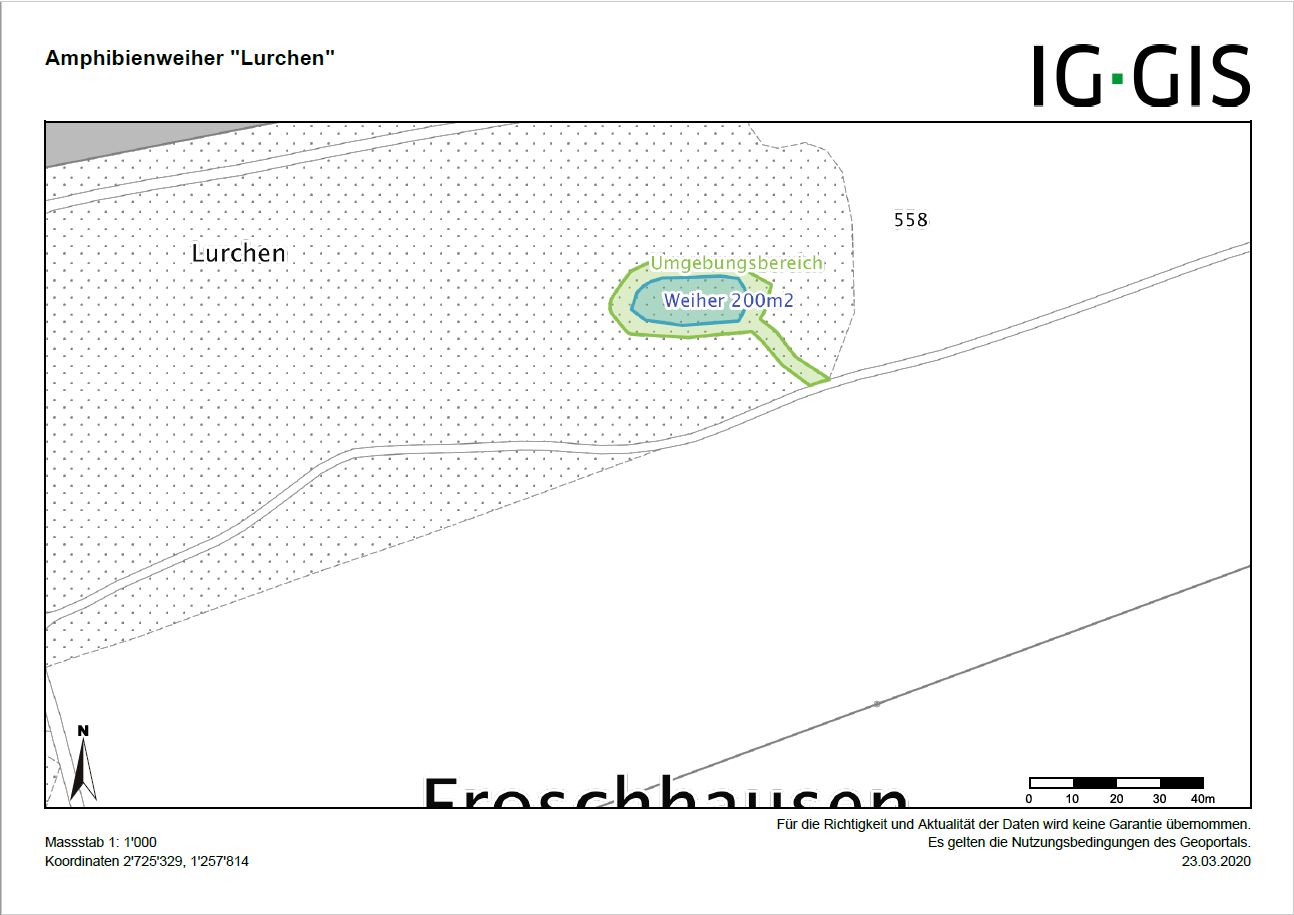 Amphibienweiher "Lurchen"
IG·GIS
558
Lurchen
Umgebungsbereich
Weiher 200m2
N
Froschhausen
0 10 20 30 40m
Für die Richtigkeit und Aktualität der Daten wird keine Garantie übernommen.
Massstab 1: 1'000
Es gelten die Nutzungsbedingungen des Geoportals.
Koordinaten 2'725'329, 1'257'814
23.03.2020